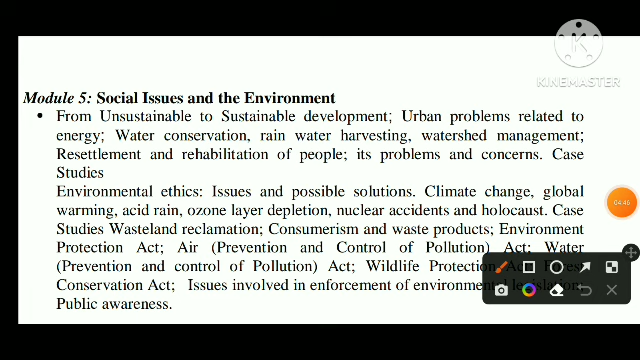 KINEMASTER
Module 5: Social Issues and the Environment
• From Unsustainable to Sustainable development; Urban problems related to
energy; Water conservation, rain water harvesting, watershed management;
Resettlement and rehabilitation of people; its problems and concerns. Case
Studies
Environmental ethics: Issues and possible solutions. Climate change, global
warming, acid rain, ozone layer depletion, nuclear accidents and holocaust. Case
Studies Wasteland reclamation; Consumerism and waste products; Environment
Protection Act; Air (Prevention and Control of Pollution) Act; Water
(Prevention and control of Pollution) Act; Wildlife Protection Act; Forest
Conservation Act; Issues involved in enforcement of environmental legislation;
Public awareness.
04:46